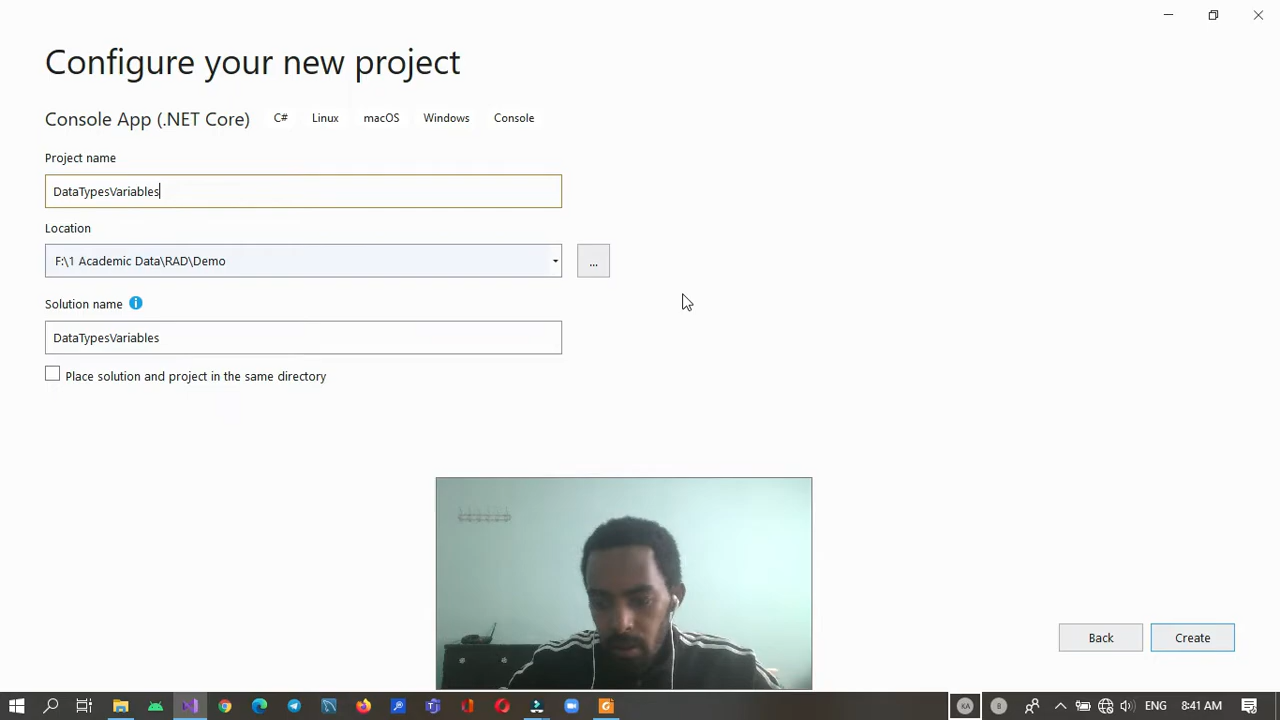 Configure your new project
Console App (.NET Core) C# Linux macOS Windows Console
Project name
DataTypesVariables
Location
F:\1 Academic Data\RAD\Demo
...
Solution name
DataTypesVariables
Place solution and project in the same directory
Back Create
KA 8 ENG 8:41 AM